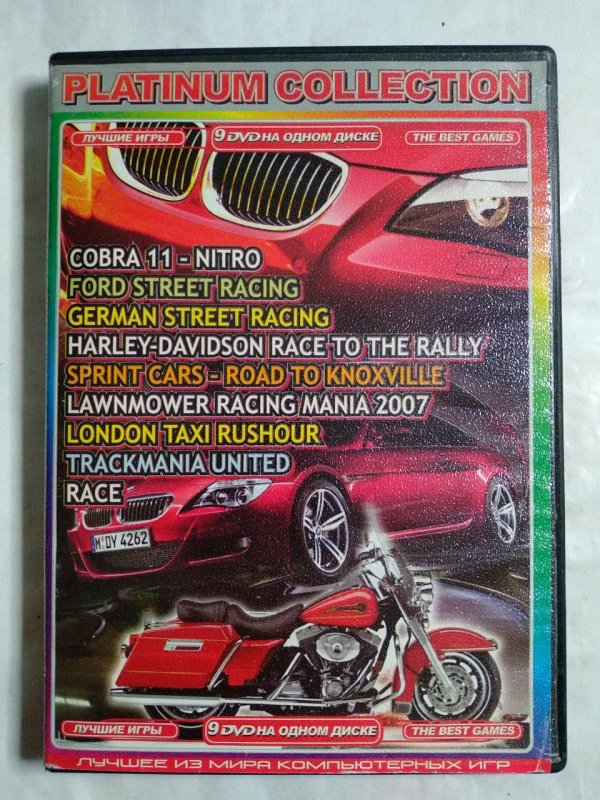 PLATINUM COLLECTION
ЛУЧШИЕ ИГРЫ 9 DVD НА ОДНОМ ДИСКЕ THE BEST GAMES
COBRA 11 - NITRO
FORD STREET RACING
GERMAN STREET RACING
HARLEY-DAVIDSON RACE TO THE RALLY
SPRINT CARS - ROAD TO KNOXVILLE
LAWNMOWER RACING MANIA 2007
LONDON TAXI RUSHOUR
TRACKMANIA UNITED
RACE
M DY 4262
ЛУЧШИЕ ИГРЫ 9 DVD НА ОДНОМ ДИСКЕ THE BEST GAMES
ЛУЧШЕЕ ИЗ МИРА КОМПЬЮТЕРНЫХ ИГР